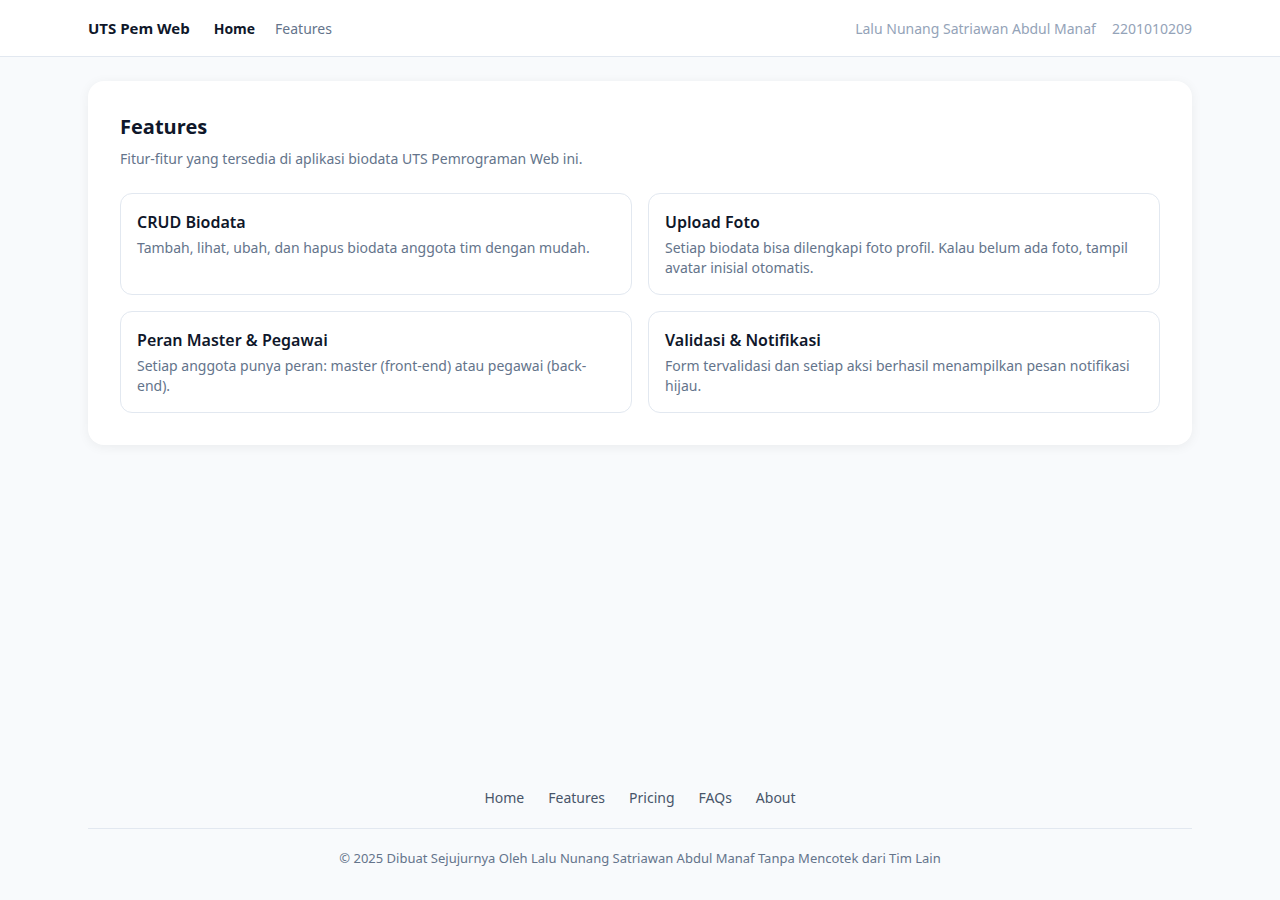 UTS Pem Web Home Features Lalu Nunang Satriawan Abdul Manaf 2201010209
Features
Fitur-fitur yang tersedia di aplikasi biodata UTS Pemrograman Web ini.
CRUD Biodata
Tambah, lihat, ubah, dan hapus biodata anggota tim dengan mudah.
Upload Foto
Setiap biodata bisa dilengkapi foto profil. Kalau belum ada foto, tampil
avatar inisial otomatis.
Peran Master & Pegawai
Setiap anggota punya peran: master (front-end) atau pegawai (back-
end).
Validasi & Notifikasi
Form tervalidasi dan setiap aksi berhasil menampilkan pesan notifikasi
hijau.
Home Features Pricing FAQs About
© 2025 Dibuat Sejujurnya Oleh Lalu Nunang Satriawan Abdul Manaf Tanpa Mencotek dari Tim Lain